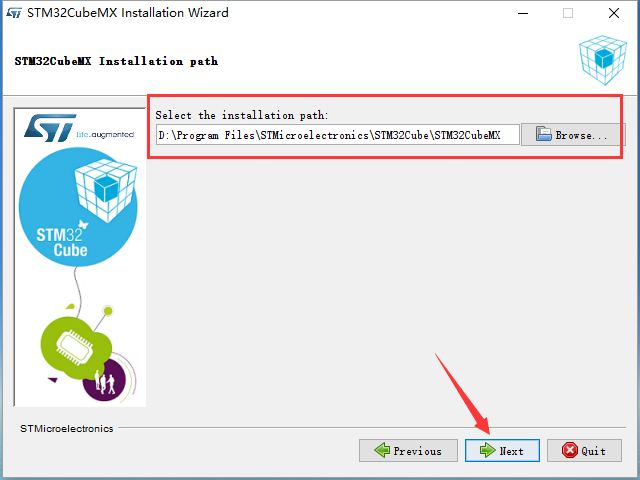 STM32CubeMX Installation Wizard
STM32CubeMX Installation path
ST life.augmented
Select the installation path:
D:\Program Files\STMicroelectronics\STM32Cube\STM32CubeMX
Browse...
STM32
Cube
STMicroelectronics
Previous
Next
Quit